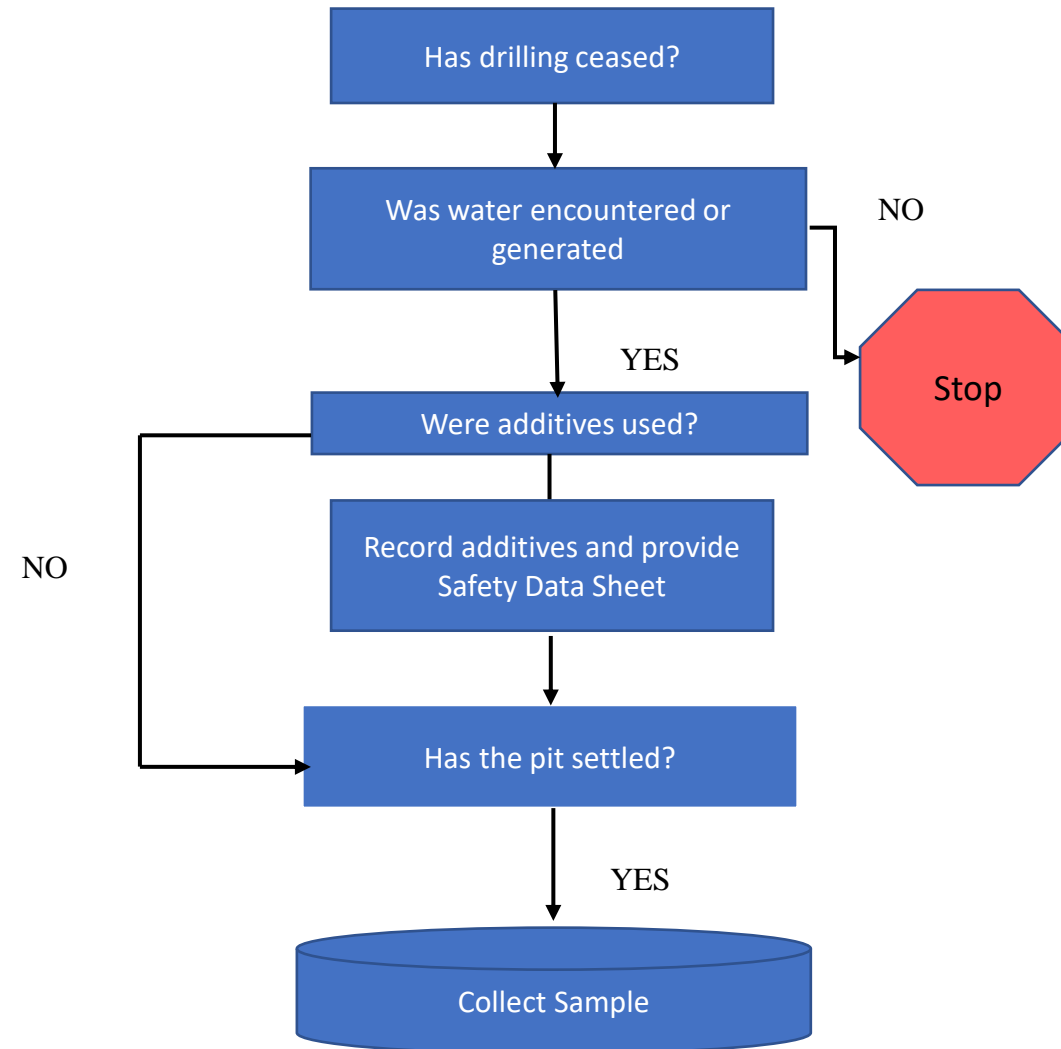 Has drilling ceased?
Was water encountered or
generated
NO
Stop
YES
Were additives used?
Record additives and provide
Safety Data Sheet
NO
Has the pit settled?
YES
Collect Sample